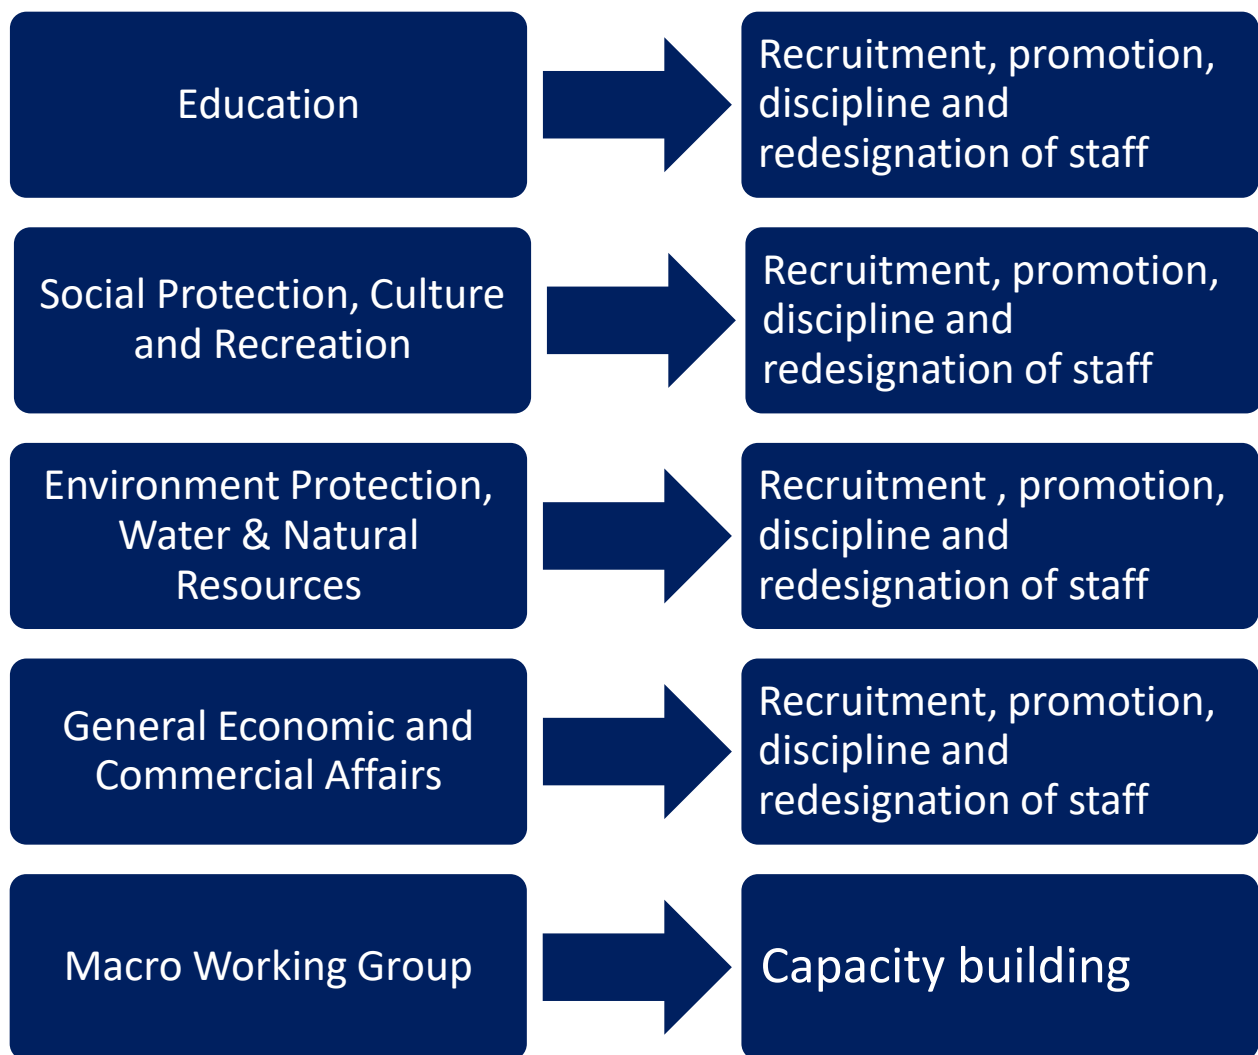 Education
Recruitment, promotion,
discipline and
redesignation of staff
Social Protection, Culture
and Recreation
Recruitment, promotion,
discipline and
redesignation of staff
Environment Protection,
Water & Natural
Resources
Recruitment , promotion,
discipline and
redesignation of staff
General Economic and
Commercial Affairs
Recruitment, promotion,
discipline and
redesignation of staff
Macro Working Group
Capacity building